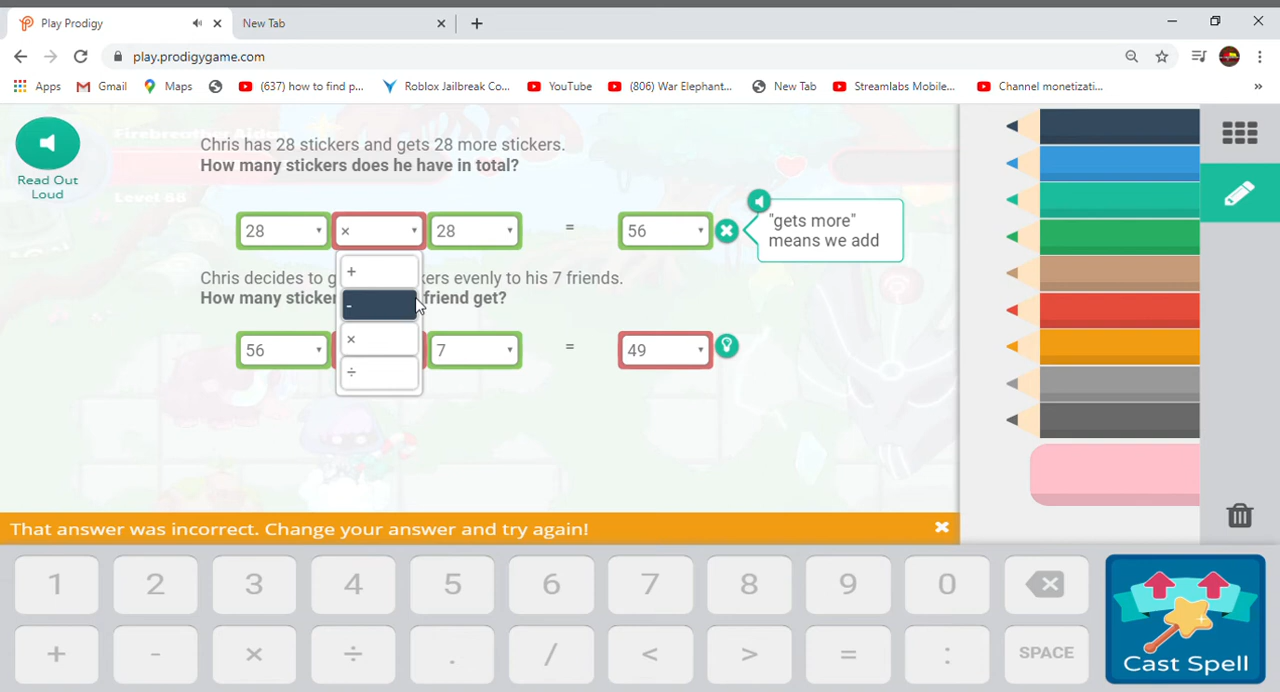 Play Prodigy
New Tab
play.prodigygame.com
Apps
Gmail
Maps
(637) how to find p...
Roblox Jailbreak Co...
YouTube
(806) War Elephant...
New Tab
Streamlabs Mobile...
Channel monetizati...
»
Read Out
Loud
Level 68
Chris has 28 stickers and gets 28 more stickers.
How many stickers does he have in total?
28 × 28 = 56
"gets more"
means we add
+
-
×
÷
Chris decides to g kers evenly to his 7 friends.
How many sticker friend get?
56 7 = 49
That answer was incorrect. Change your answer and try again!
1 2 3 4 5 6 7 8 9 0
+ - × ÷ . / < > = : SPACE
Cast Spell